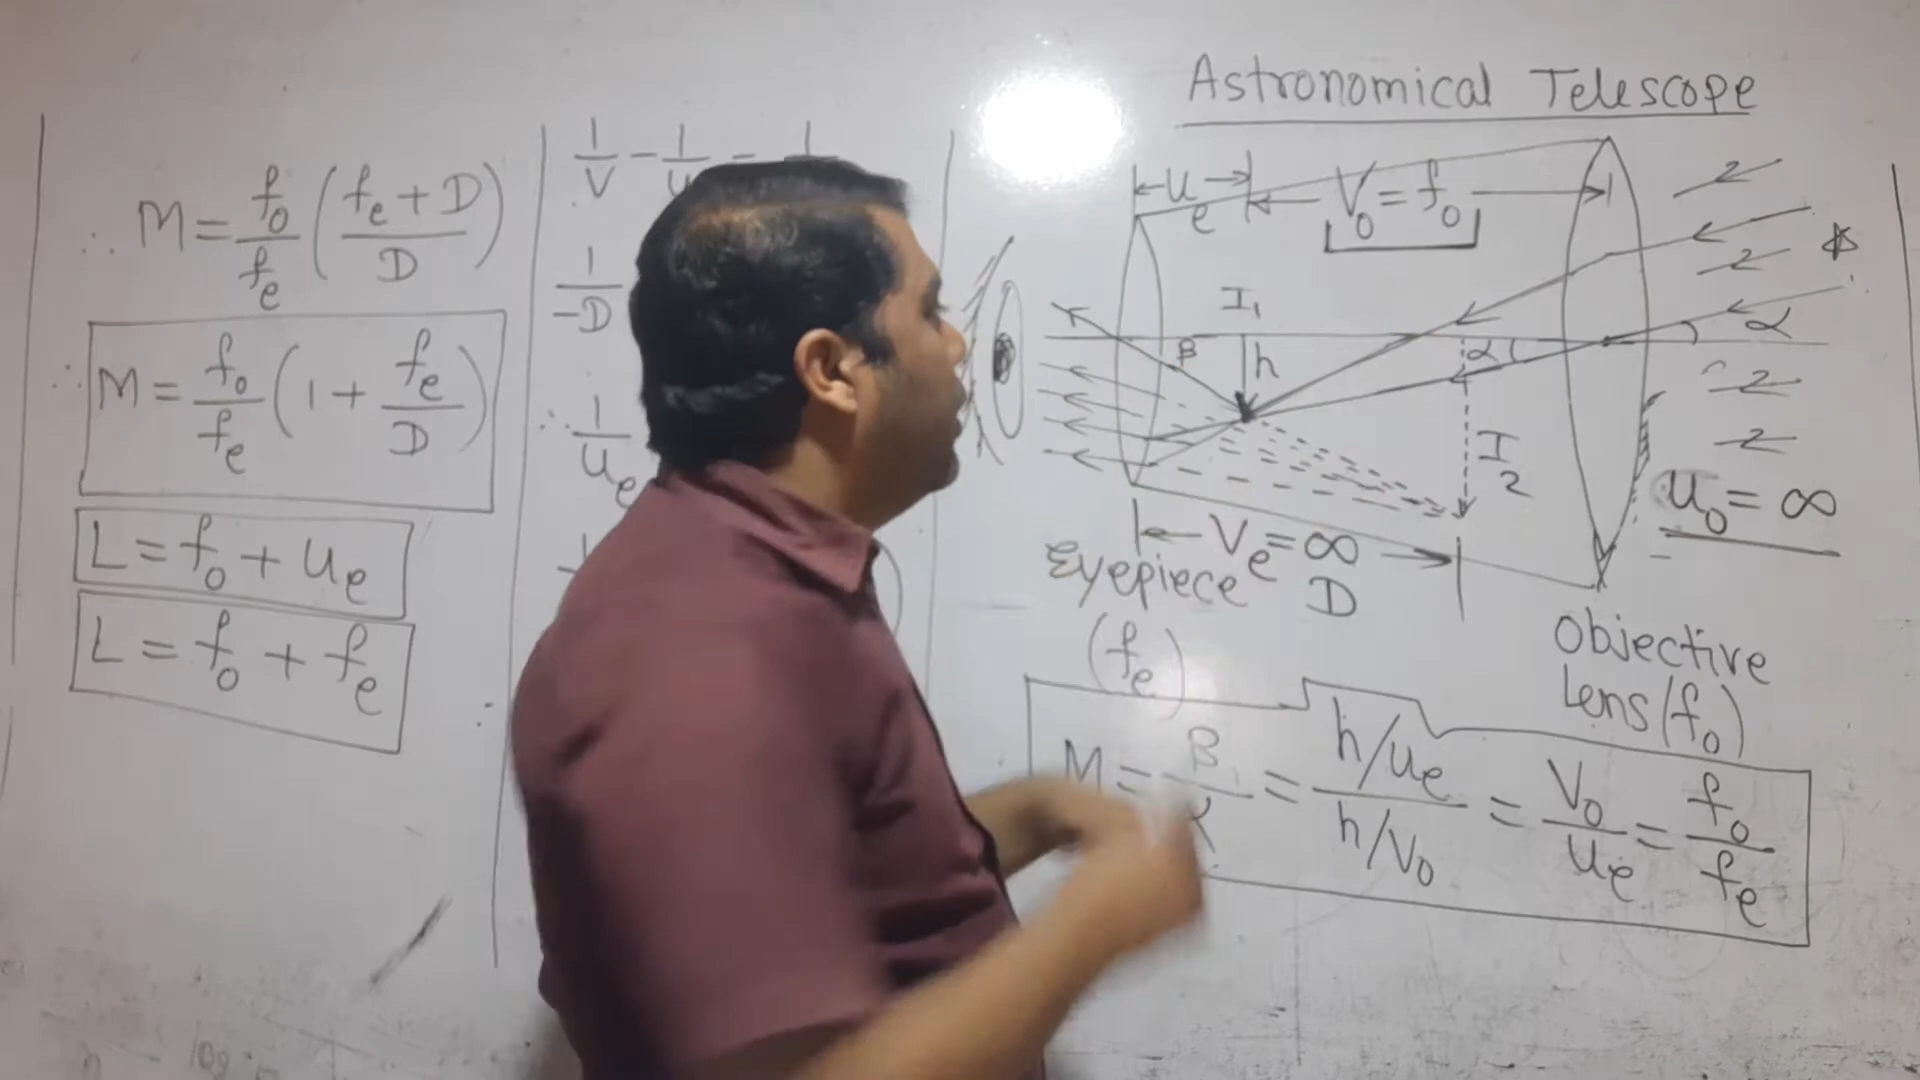 ∴ M = f₀/fₑ ( (fₑ + D)/D )
∴ M = f₀/fₑ ( 1 + fₑ/D )
L = f₀ + uₑ
L = f₀ + fₑ
1/V - 1/u =
1/-D
∴ 1/uₑ
Astronomical Telescope
uₑ
V₀ = f₀
I₁
α
β
h
α
I₂
u₀ = ∞
Vₑ = ∞
D
Eyepiece
(fₑ)
Objective
Lens (f₀)
M = β/α = (h/uₑ)/(h/V₀) = V₀/uₑ = f₀/fₑ